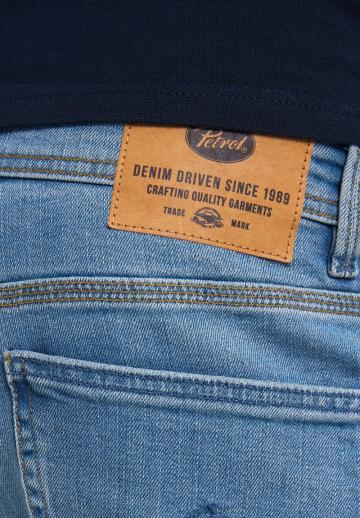 Petrol
DENIM DRIVEN SINCE 1989
CRAFTING QUALITY GARMENTS
TRADE MARK